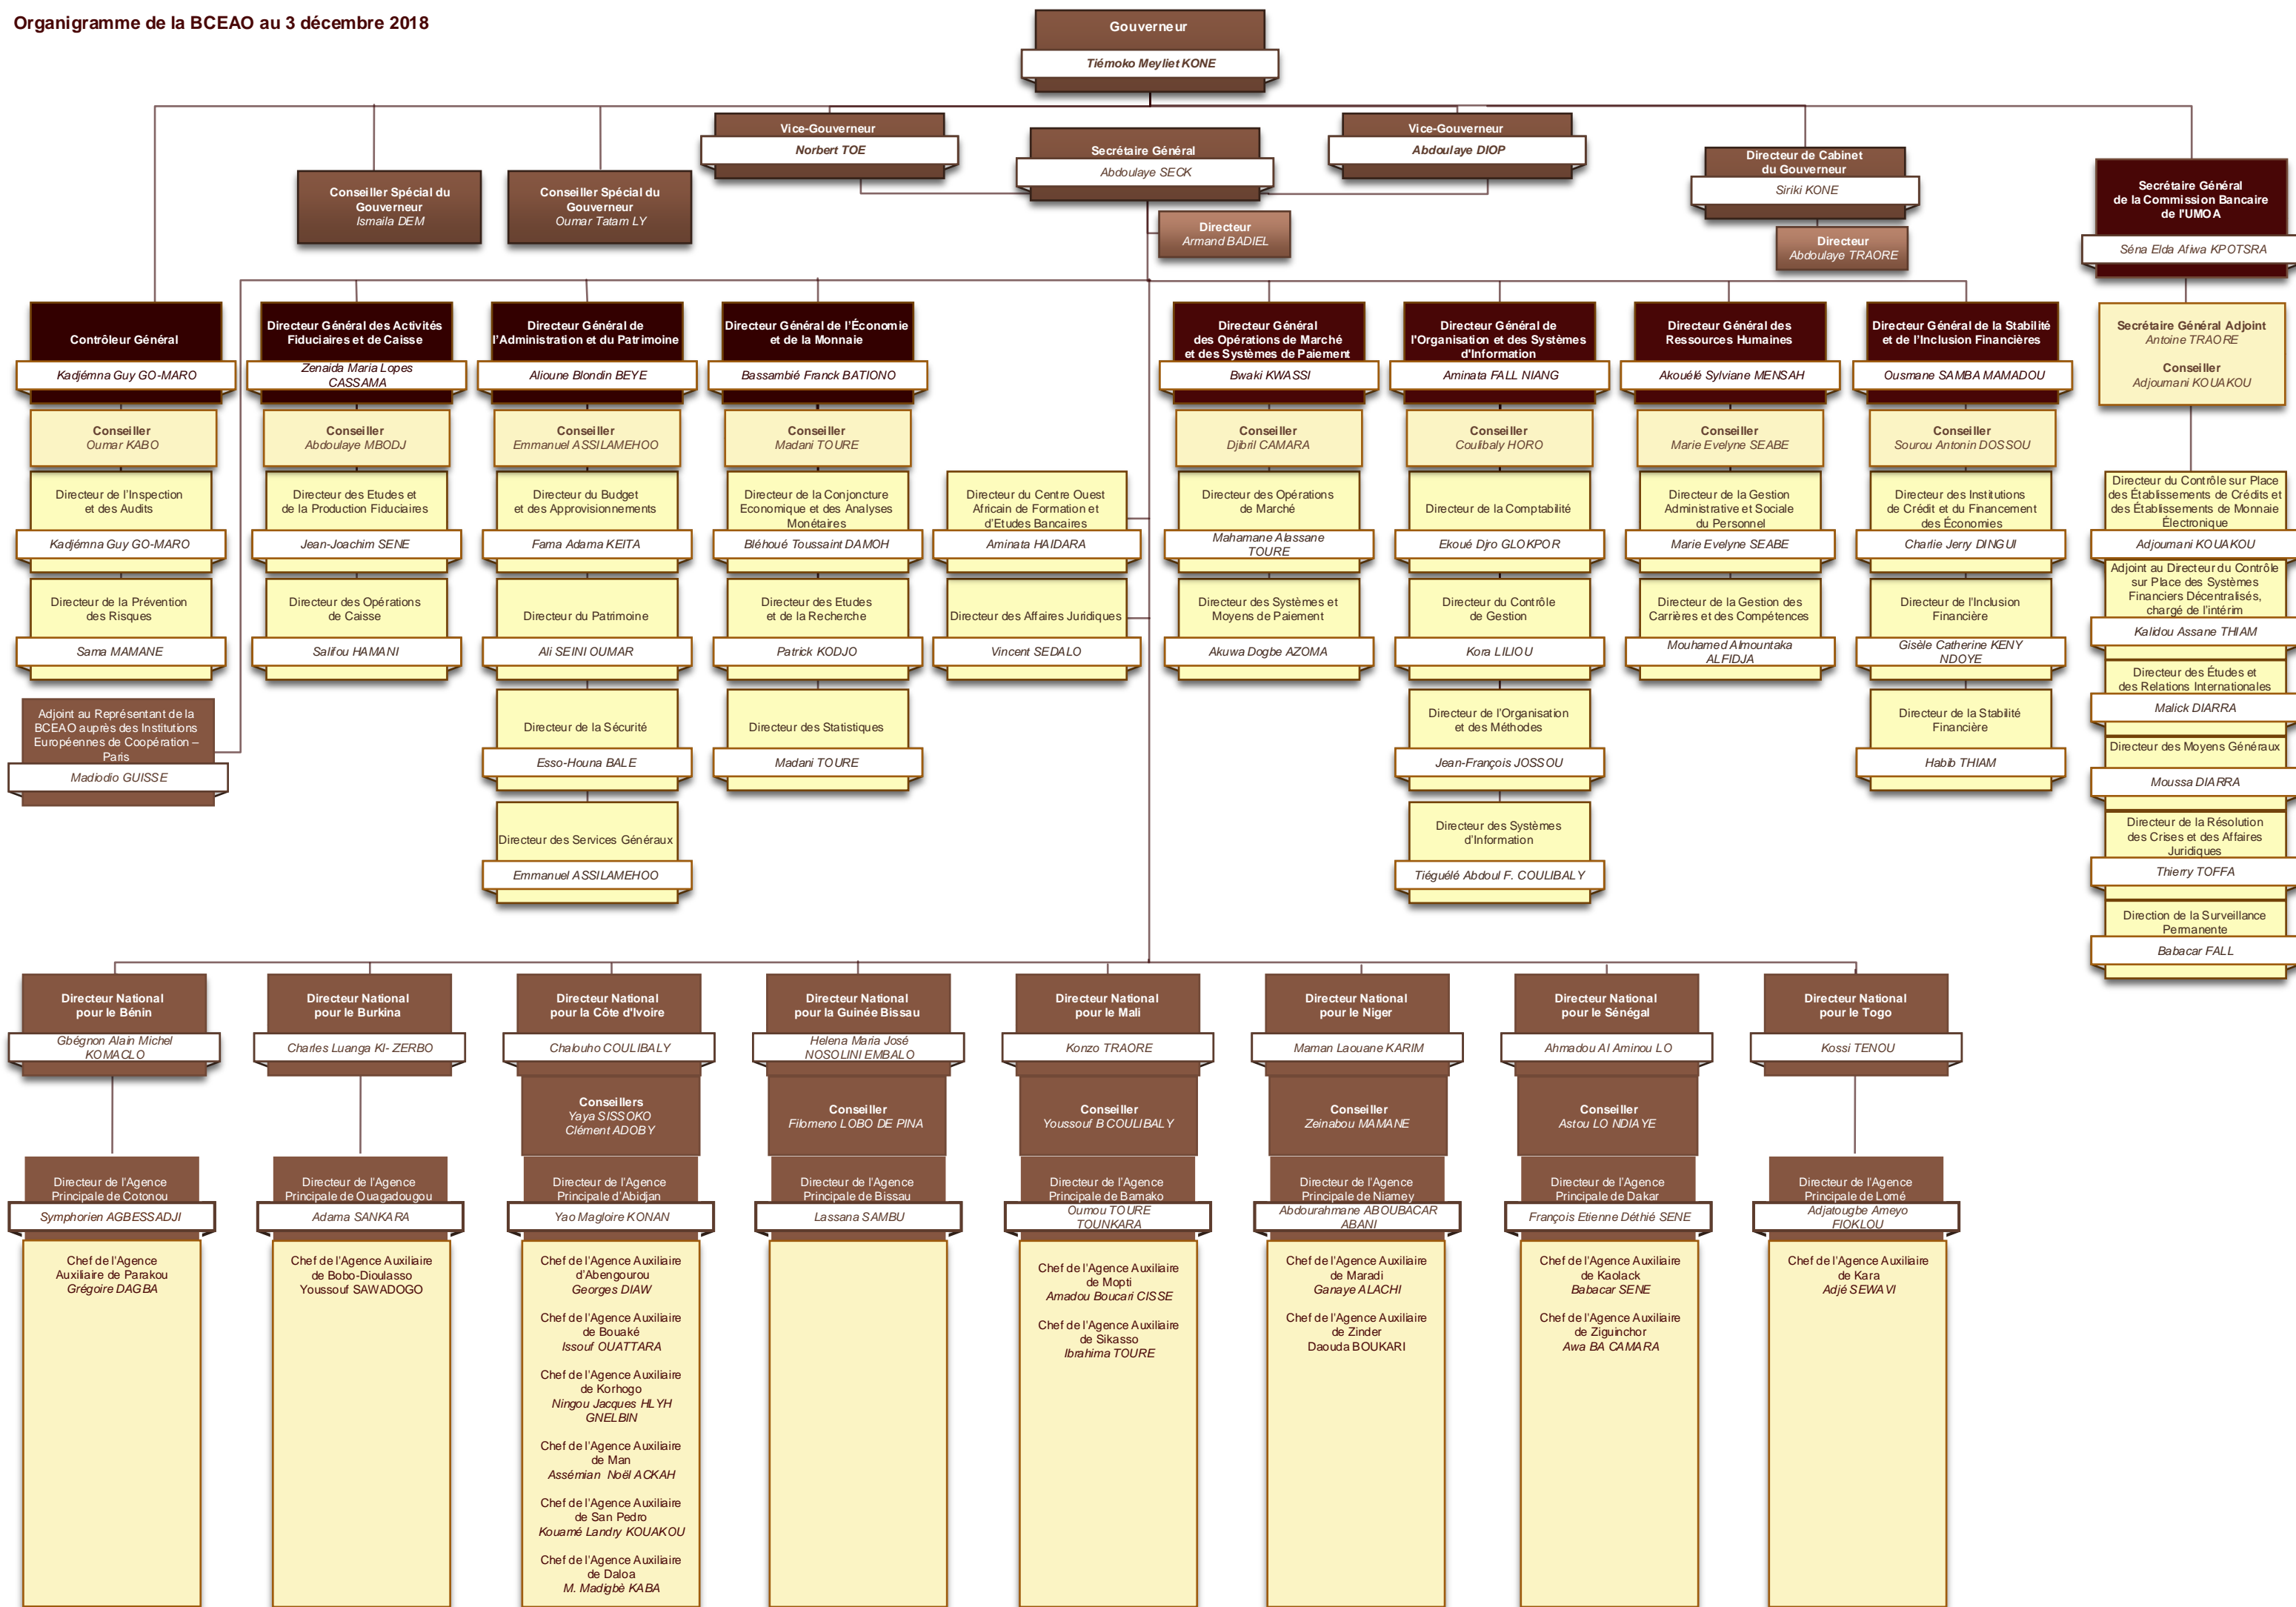 Organigramme de la BCEAO au 3 décembre 2018
Gouverneur
Tiémoko Meyliet KONE
Vice-Gouverneur
Norbert TOE
Secrétaire Général
Abdoulaye SECK
Vice-Gouverneur
Abdoulaye DIOP
Directeur de Cabinet
du Gouverneur
Siriki KONE
Conseiller Spécial du
Gouverneur
Ismaila DEM
Conseiller Spécial du
Gouverneur
Oumar Tatam LY
Directeur
Armand BADIEL
Directeur
Abdoulaye TRAORE
Secrétaire Général
de la Commission Bancaire
de l'UMOA
Séna Elda Afiwa KPOTSRA
Contrôleur Général
Kadjémna Guy GO-MARO
Conseiller
Oumar KABO
Directeur de l'Inspection
et des Audits
Kadjémna Guy GO-MARO
Directeur de la Prévention
des Risques
Sama MAMANE
Adjoint au Représentant de la
BCEAO auprès des Institutions
Européennes de Coopération –
Paris
Madiodio GUISSE
Directeur Général des Activités
Fiduciaires et de Caisse
Zenaida Maria Lopes
CASSAMA
Conseiller
Abdoulaye MBODJ
Directeur des Etudes et
de la Production Fiduciaires
Jean-Joachim SENE
Directeur des Opérations
de Caisse
Salifou HAMANI
Directeur Général de
l'Administration et du Patrimoine
Alioune Blondin BEYE
Conseiller
Emmanuel ASSILAMEHOO
Directeur du Budget
et des Approvisionnements
Fama Adama KEITA
Directeur du Patrimoine
Ali SEINI OUMAR
Directeur de la Sécurité
Esso-Houna BALE
Directeur des Services Généraux
Emmanuel ASSILAMEHOO
Directeur Général de l'Économie
et de la Monnaie
Bassambié Franck BATIONO
Conseiller
Madani TOURE
Directeur de la Conjoncture
Economique et des Analyses
Monétaires
Bléhoué Toussaint DAMOH
Directeur des Etudes
et de la Recherche
Patrick KODJO
Directeur des Statistiques
Madani TOURE
Directeur du Centre Ouest
Africain de Formation et
d'Etudes Bancaires
Aminata HAIDARA
Directeur des Affaires Juridiques
Vincent SEDALO
Directeur Général
des Opérations de Marché
et des Systèmes de Paiement
Bwaki KWASSI
Conseiller
Djibril CAMARA
Directeur des Opérations
de Marché
Mahamane Alassane
TOURE
Directeur des Systèmes et
Moyens de Paiement
Akuwa Dogbe AZOMA
Directeur Général de
l'Organisation et des Systèmes
d'Information
Aminata FALL NIANG
Conseiller
Coulibaly HORO
Directeur de la Comptabilité
Ekoué Djro GLOKPOR
Directeur du Contrôle
de Gestion
Kora LILIOU
Directeur de l'Organisation
et des Méthodes
Jean-François JOSSOU
Directeur des Systèmes
d'Information
Tiéguélé Abdoul F. COULIBALY
Directeur Général des
Ressources Humaines
Akouélé Sylviane MENSAH
Conseiller
Marie Evelyne SEABE
Directeur de la Gestion
Administrative et Sociale
du Personnel
Marie Evelyne SEABE
Directeur de la Gestion des
Carrières et des Compétences
Mouhamed Almountaka
ALFIDJA
Directeur Général de la Stabilité
et de l'Inclusion Financières
Ousmane SAMBA MAMADOU
Conseiller
Sourou Antonin DOSSOU
Directeur des Institutions
de Crédit et du Financement
des Économies
Charlie Jerry DINGUI
Directeur de l'Inclusion
Financière
Gisèle Catherine KENY
NDOYE
Directeur de la Stabilité
Financière
Habib THIAM
Secrétaire Général Adjoint
Antoine TRAORE
Conseiller
Adjoumani KOUAKOU
Directeur du Contrôle sur Place
des Établissements de Crédits et
des Établissements de Monnaie
Électronique
Adjoumani KOUAKOU
Adjoint au Directeur du Contrôle
sur Place des Systèmes
Financiers Décentralisés,
chargé de l'intérim
Kalidou Assane THIAM
Directeur des Études et
des Relations Internationales
Malick DIARRA
Directeur des Moyens Généraux
Moussa DIARRA
Directeur de la Résolution
des Crises et des Affaires
Juridiques
Thierry TOFFA
Direction de la Surveillance
Permanente
Babacar FALL
Directeur National
pour le Bénin
Gbégnon Alain Michel
KOMACLO
Directeur de l'Agence
Principale de Cotonou
Symphorien AGBESSADJI
Chef de l'Agence
Auxiliaire de Parakou
Grégoire DAGBA
Directeur National
pour le Burkina
Charles Luanga KI- ZERBO
Directeur de l'Agence
Principale de Ouagadougou
Adama SANKARA
Chef de l'Agence Auxiliaire
de Bobo-Dioulasso
Youssouf SAWADOGO
Directeur National
pour la Côte d'Ivoire
Chalouho COULIBALY
Conseillers
Yaya SISSOKO
Clément ADOBY
Directeur de l'Agence
Principale d'Abidjan
Yao Magloire KONAN
Chef de l'Agence Auxiliaire
d'Abengourou
Georges DIAW
Chef de l'Agence Auxiliaire
de Bouaké
Issouf OUATTARA
Chef de l'Agence Auxiliaire
de Korhogo
Ningou Jacques HLYH
GNELBIN
Chef de l'Agence Auxiliaire
de Man
Assémian Noël ACKAH
Chef de l'Agence Auxiliaire
de San Pedro
Kouamé Landry KOUAKOU
Chef de l'Agence Auxiliaire
de Daloa
M. Madigbè KABA
Directeur National
pour la Guinée Bissau
Helena Maria José
NOSOLINI EMBALO
Conseiller
Filomeno LOBO DE PINA
Directeur de l'Agence
Principale de Bissau
Lassana SAMBU
Directeur National
pour le Mali
Konzo TRAORE
Conseiller
Youssouf B COULIBALY
Directeur de l'Agence
Principale de Bamako
Oumou TOURE
TOUNKARA
Chef de l'Agence Auxiliaire
de Mopti
Amadou Boucari CISSE
Chef de l'Agence Auxiliaire
de Sikasso
Ibrahima TOURE
Directeur National
pour le Niger
Maman Laouane KARIM
Conseiller
Zeinabou MAMANE
Directeur de l'Agence
Principale de Niamey
Abdourahmane ABOUBACAR
ABANI
Chef de l'Agence Auxiliaire
de Maradi
Ganaye ALACHI
Chef de l'Agence Auxiliaire
de Zinder
Daouda BOUKARI
Directeur National
pour le Sénégal
Ahmadou Al Aminou LO
Conseiller
Astou LO NDIAYE
Directeur de l'Agence
Principale de Dakar
François Etienne Déthié SENE
Chef de l'Agence Auxiliaire
de Kaolack
Babacar SENE
Chef de l'Agence Auxiliaire
de Ziguinchor
Awa BA CAMARA
Directeur National
pour le Togo
Kossi TENOU
Directeur de l'Agence
Principale de Lomé
Adjatougbe Ameyo
FIOKLOU
Chef de l'Agence Auxiliaire
de Kara
Adjé SEWAVI